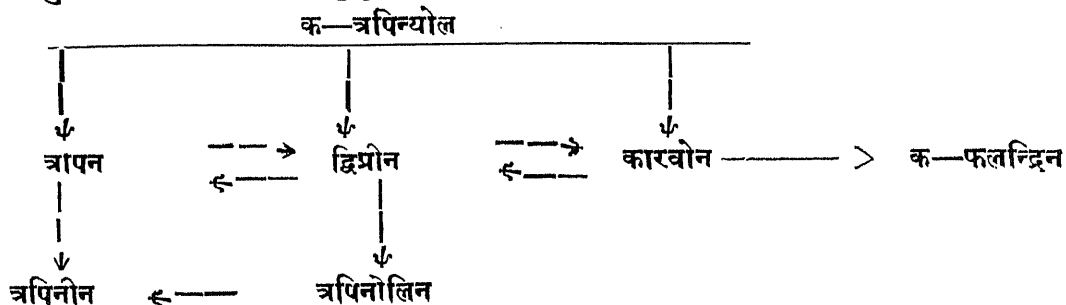 क—त्रपिन्योल
त्रापन द्विप्रोन कारवोन क—फलन्द्रिन
त्रपिनीन त्रपिनोलिन